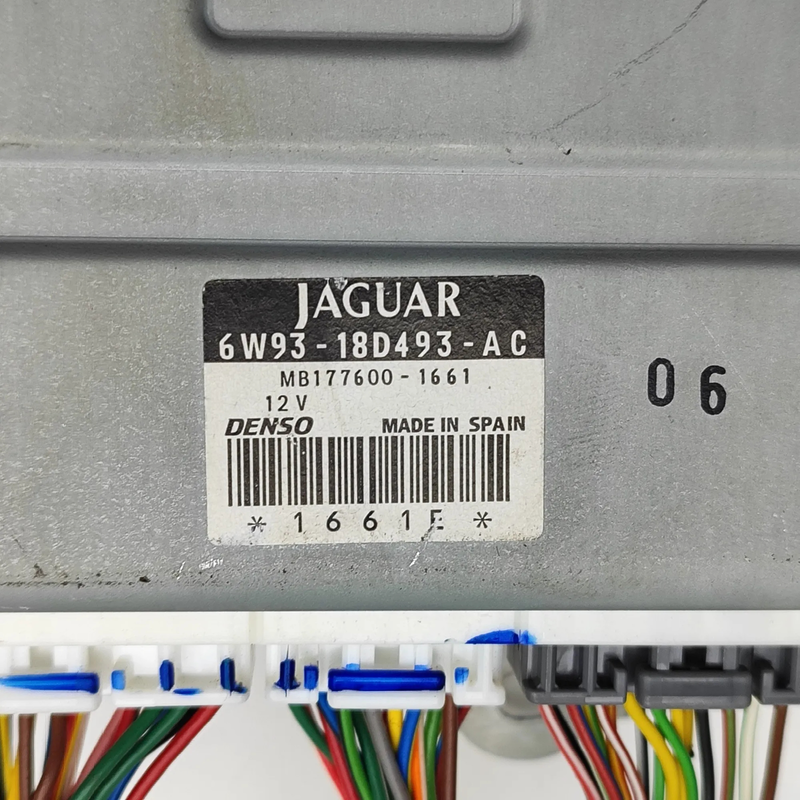 JAGUAR
6W93-18D493-AC
MB177600-1661
12V
DENSO MADE IN SPAIN
*1661E*
06